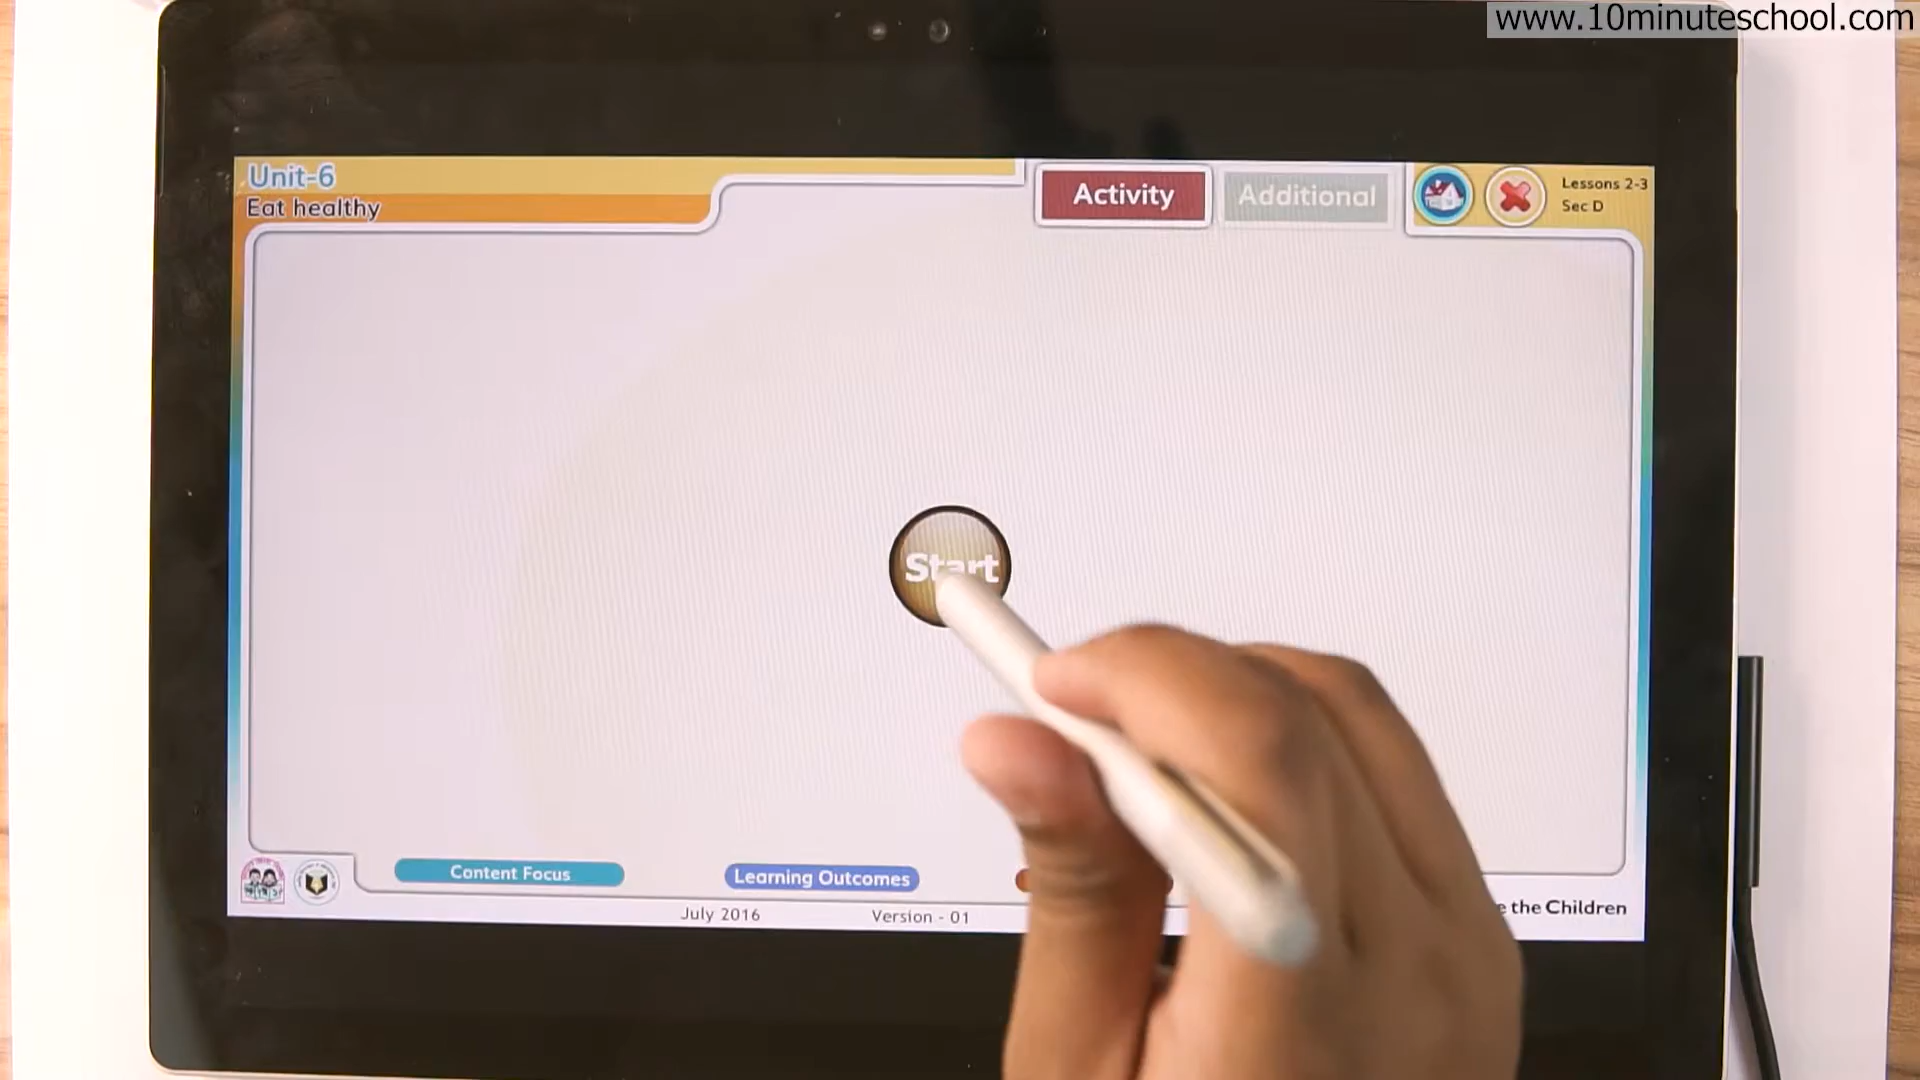 www.10minuteschool.com
Unit-6
Eat healthy
Activity
Additional
Lessons 2-3
Sec D
Start
Content Focus
Learning Outcomes
July 2016
Version - 01
the Children